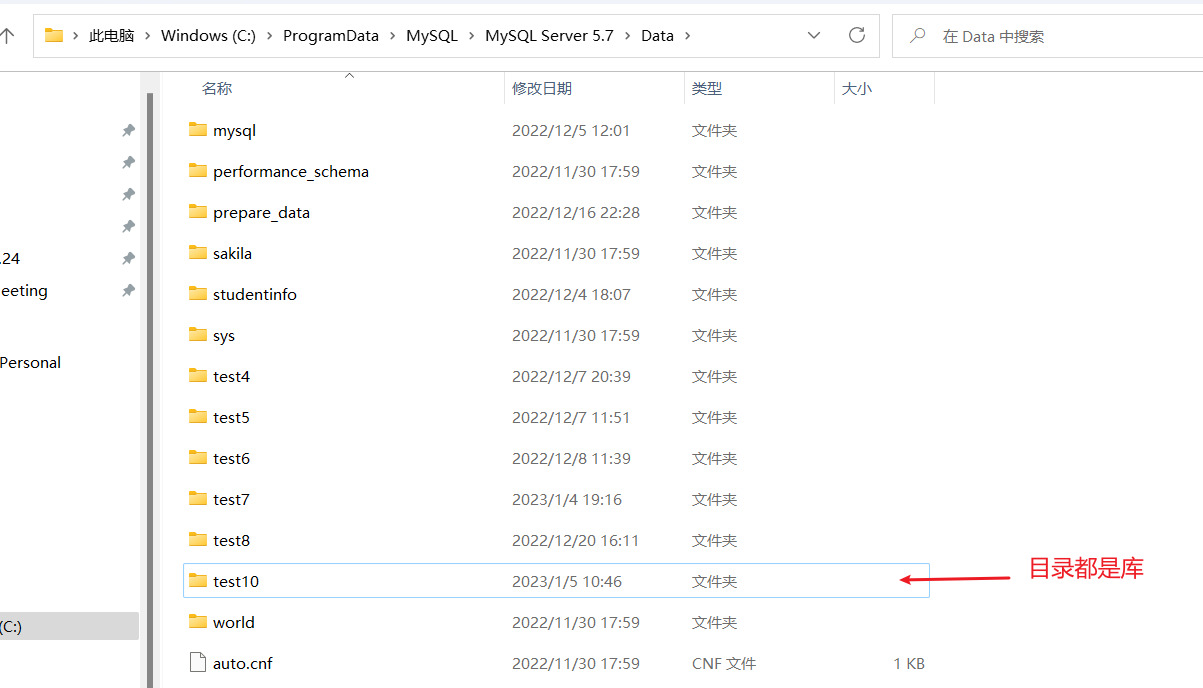 此电脑 > Windows (C:) > ProgramData > MySQL > MySQL Server 5.7 > Data >
在 Data 中搜索
名称 修改日期 类型 大小
mysql 2022/12/5 12:01 文件夹
performance_schema 2022/11/30 17:59 文件夹
prepare_data 2022/12/16 22:28 文件夹
sakila 2022/11/30 17:59 文件夹
.24
studentinfo 2022/12/4 18:07 文件夹
eeting
sys 2022/11/30 17:59 文件夹
Personal
test4 2022/12/7 20:39 文件夹
test5 2022/12/7 11:51 文件夹
test6 2022/12/8 11:39 文件夹
test7 2023/1/4 19:16 文件夹
test8 2022/12/20 16:11 文件夹
test10 2023/1/5 10:46 文件夹
目录都是库
world 2022/11/30 17:59 文件夹
(C:)
auto.cnf 2022/11/30 17:59 CNF 文件 1 KB